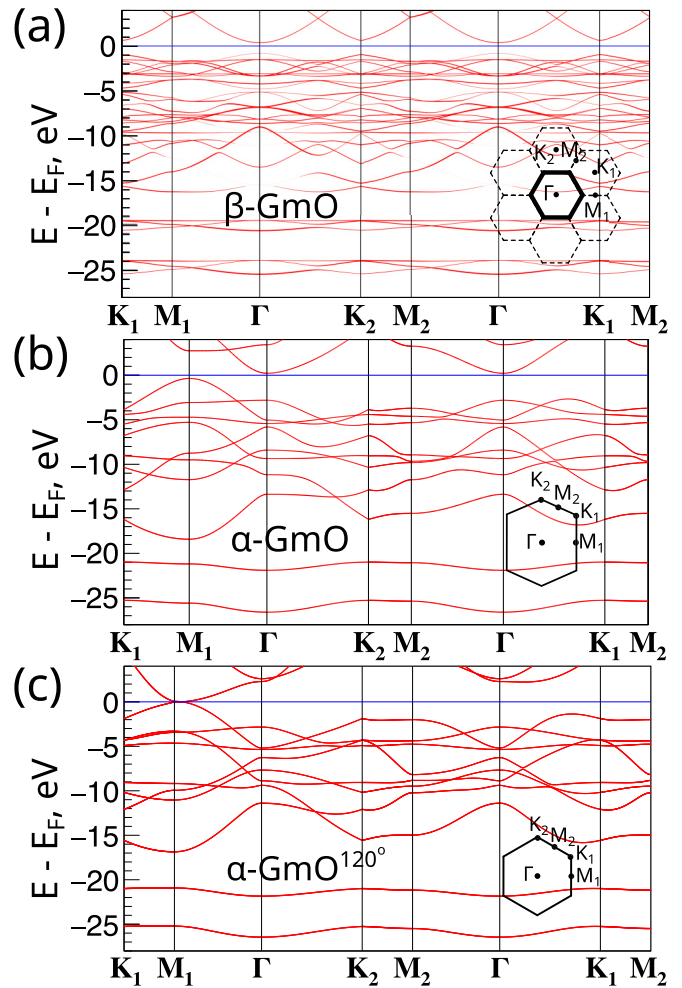 (a)
E - E_F, eV
0
−5
−10
−15
−20
−25
β-GmO
K₂ M₂
K₁
Γ
M₁
K₁ M₁ Γ K₂ M₂ Γ K₁ M₂
(b)
E - E_F, eV
0
−5
−10
−15
−20
−25
α-GmO
K₂
M₂
K₁
Γ
M₁
K₁ M₁ Γ K₂ M₂ Γ K₁ M₂
(c)
E - E_F, eV
0
−5
−10
−15
−20
−25
α-GmO¹²⁰°
K₂
M₂
K₁
Γ
M₁
K₁ M₁ Γ K₂ M₂ Γ K₁ M₂